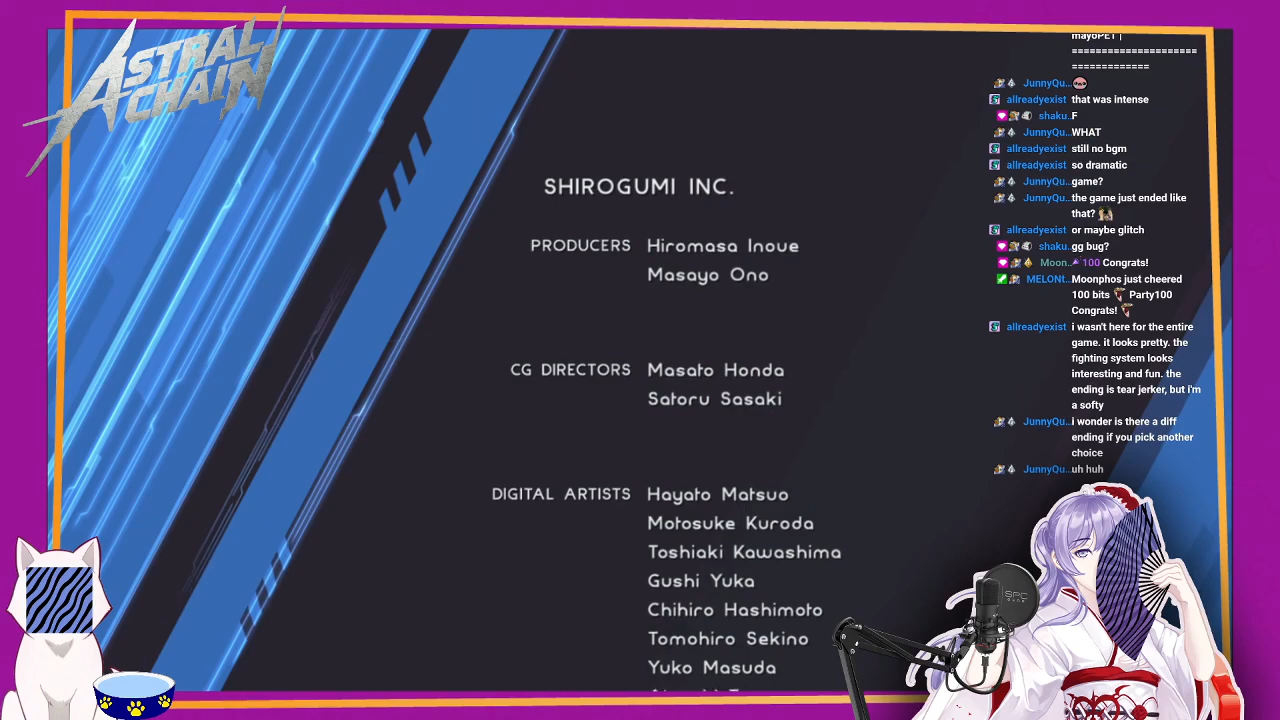 ASTRAL
CHAIN
SHIROGUMI INC.
PRODUCERS Hiromasa Inoue
Masayo Ono
CG DIRECTORS Masato Honda
Satoru Sasaki
DIGITAL ARTISTS Hayato Matsuo
Motosuke Kuroda
Toshiaki Kawashima
Gushi Yuka
Chihiro Hashimoto
Tomohiro Sekino
Yuko Masuda
mayoPET |
=====================
=============
JunnyQu...
allreadyexist that was intense
shaku... F
JunnyQu... WHAT
allreadyexist still no bgm
allreadyexist so dramatic
JunnyQu... game?
JunnyQu... the game just ended like
that?
allreadyexist or maybe glitch
shaku... gg bug?
Moon... 100 Congrats!
MELONt... Moonphos just cheered
100 bits Party100
Congrats!
allreadyexist i wasn't here for the entire
game. it looks pretty. the
fighting system looks
interesting and fun. the
ending is tear jerker, but i'm
a softy
JunnyQu... i wonder is there a diff
ending if you pick another
choice
JunnyQu... uh huh
SPC